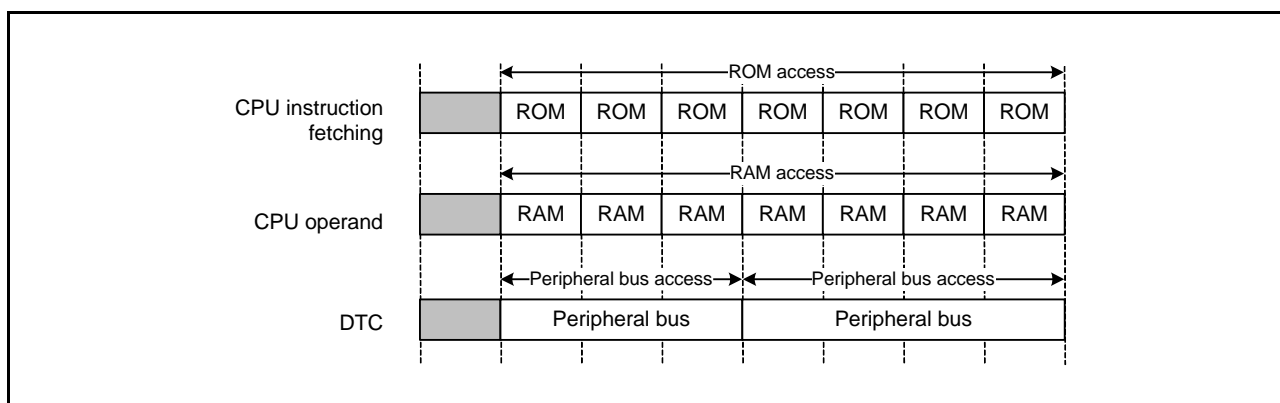 ROM access
CPU instruction
fetching
ROM ROM ROM ROM ROM ROM ROM
RAM access
CPU operand
RAM RAM RAM RAM RAM RAM RAM
Peripheral bus access Peripheral bus access
DTC
Peripheral bus Peripheral bus